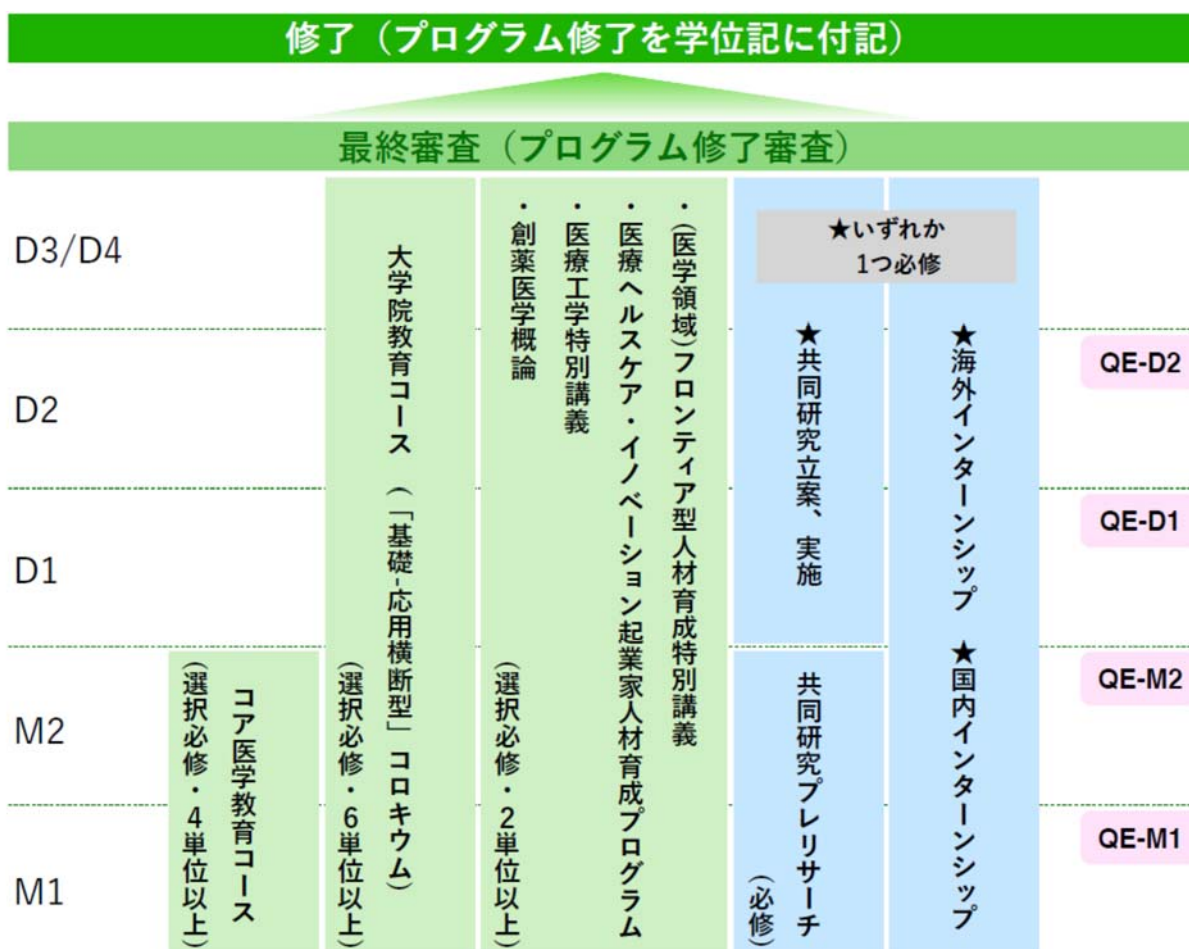 修了（プログラム修了を学位記に付記）
最終審査（プログラム修了審査）
D3/D4
D2
D1
M2
M1
コア医学教育コース
(選択必修・4単位以上)
大学院教育コース（「基礎-応用横断型」コロキウム）
(選択必修・6単位以上)
・(医学領域)フロンティア型人材育成特別講義
・医療ヘルスケア・イノベーション起業家人材育成プログラム
・医療工学特別講義
・創薬医学概論
(選択必修・2単位以上)
★いずれか
1つ必修
★共同研究立案、実施
共同研究プレリサーチ
(必修)
★海外インターンシップ
★国内インターンシップ
QE-D2
QE-D1
QE-M2
QE-M1